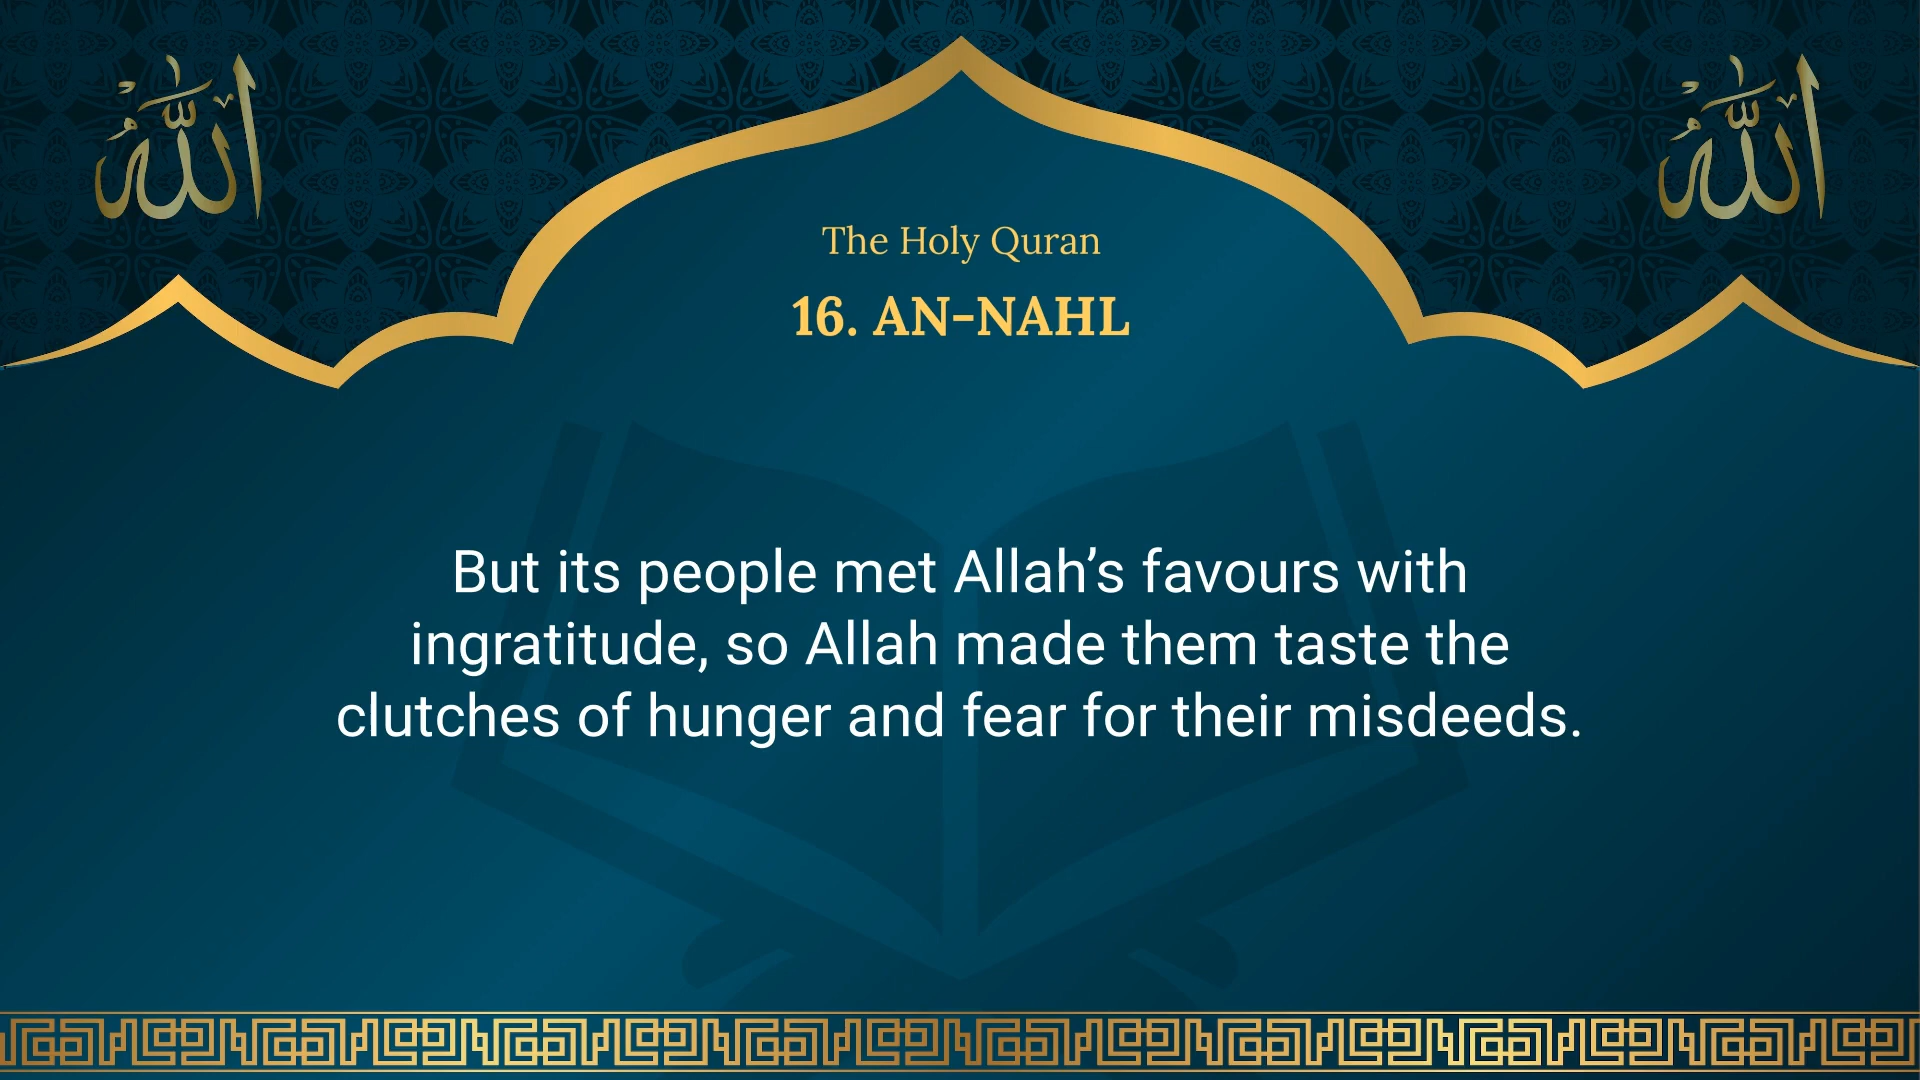 الله
الله
The Holy Quran
16. AN-NAHL
But its people met Allah’s favours with
ingratitude, so Allah made them taste the
clutches of hunger and fear for their misdeeds.